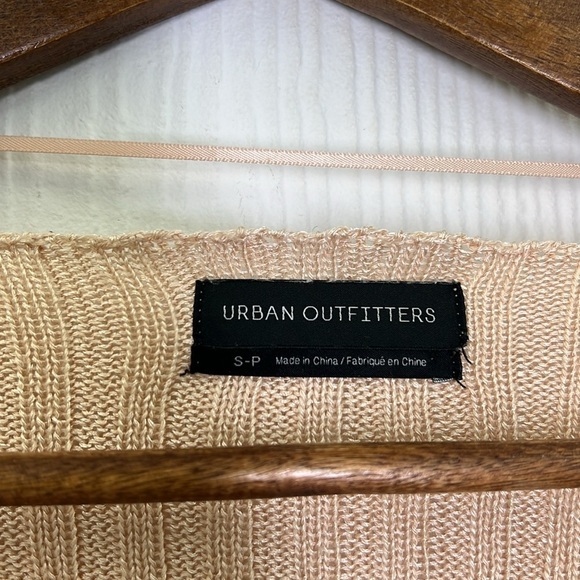 URBAN OUTFITTERS
S-P Made in China / Fabriqué en Chine